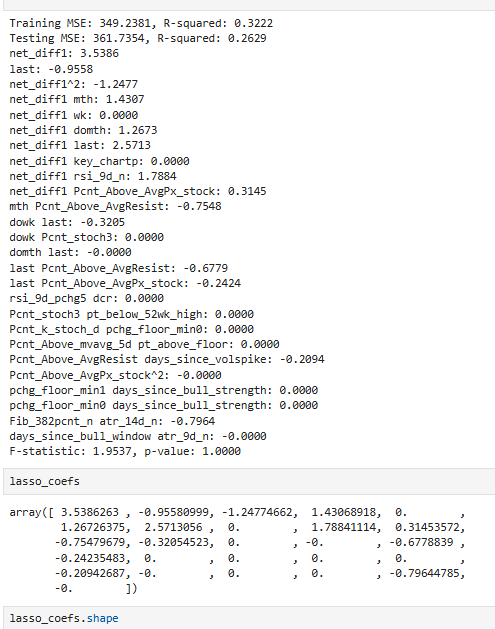 Training MSE: 349.2381, R-squared: 0.3222
Testing MSE: 361.7354, R-squared: 0.2629
net_diff1: 3.5386
last: -0.9558
net_diff1^2: -1.2477
net_diff1 mth: 1.4307
net_diff1 wk: 0.0000
net_diff1 domth: 1.2673
net_diff1 last: 2.5713
net_diff1 key_chartp: 0.0000
net_diff1 rsi_9d_n: 1.7884
net_diff1 Pcnt_Above_AvgPx_stock: 0.3145
mth Pcnt_Above_AvgResist: -0.7548
dowk last: -0.3205
dowk Pcnt_stoch3: 0.0000
domth last: -0.0000
last Pcnt_Above_AvgResist: -0.6779
last Pcnt_Above_AvgPx_stock: -0.2424
rsi_9d_pchg5 dcr: 0.0000
Pcnt_stoch3 pt_below_52wk_high: 0.0000
Pcnt_k_stoch_d pchg_floor_min0: 0.0000
Pcnt_Above_mvavg_5d pt_above_floor: 0.0000
Pcnt_Above_AvgResist days_since_volspike: -0.2094
Pcnt_Above_AvgPx_stock^2: -0.0000
pchg_floor_min1 days_since_bull_strength: 0.0000
pchg_floor_min0 days_since_bull_strength: 0.0000
Fib_382pcnt_n atr_14d_n: -0.7964
days_since_bull_window atr_9d_n: -0.0000
F-statistic: 1.9537, p-value: 1.0000
lasso_coefs
array([ 3.5386263 , -0.95580999, -1.24774662,  1.43068918,  0.        ,
        1.26726375,  2.5713056 ,  0.        ,  1.78841114,  0.31453572,
       -0.75479679, -0.32054523,  0.        , -0.        , -0.6778839 ,
       -0.24235483,  0.        ,  0.        ,  0.        ,  0.        ,
       -0.20942687, -0.        ,  0.        ,  0.        , -0.79644785,
       -0.        ])
lasso_coefs.shape